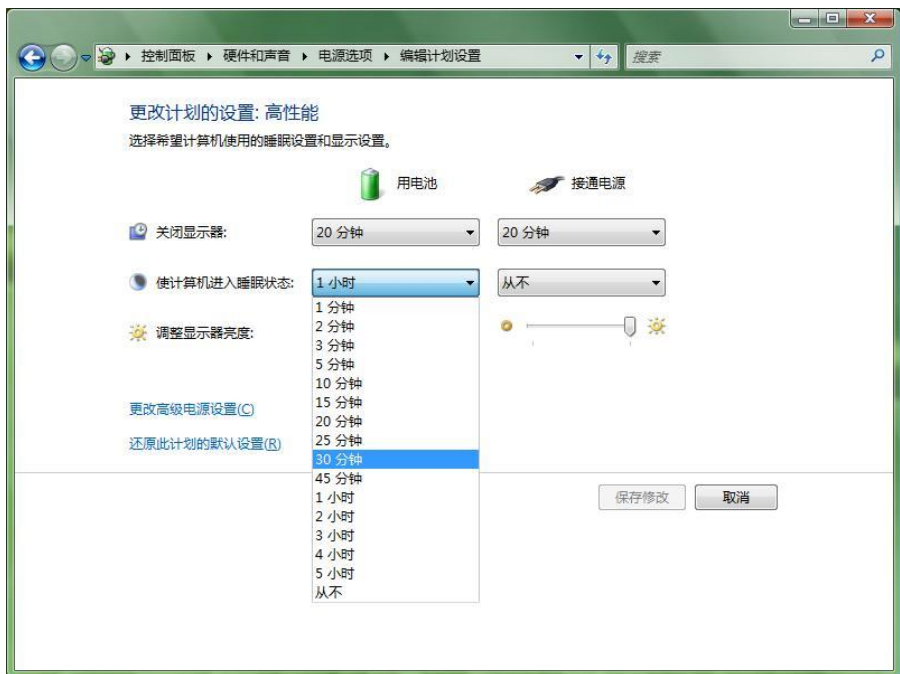 控制面板 ▸ 硬件和声音 ▸ 电源选项 ▸ 编辑计划设置
搜索
更改计划的设置: 高性能
选择希望计算机使用的睡眠设置和显示设置。
用电池 接通电源
关闭显示器: 20 分钟 20 分钟
使计算机进入睡眠状态: 1 小时 从不
调整显示器亮度:
1 分钟
2 分钟
3 分钟
5 分钟
10 分钟
15 分钟
20 分钟
25 分钟
30 分钟
45 分钟
1 小时
2 小时
3 小时
4 小时
5 小时
从不
更改高级电源设置(C)
还原此计划的默认设置(R)
保存修改 取消